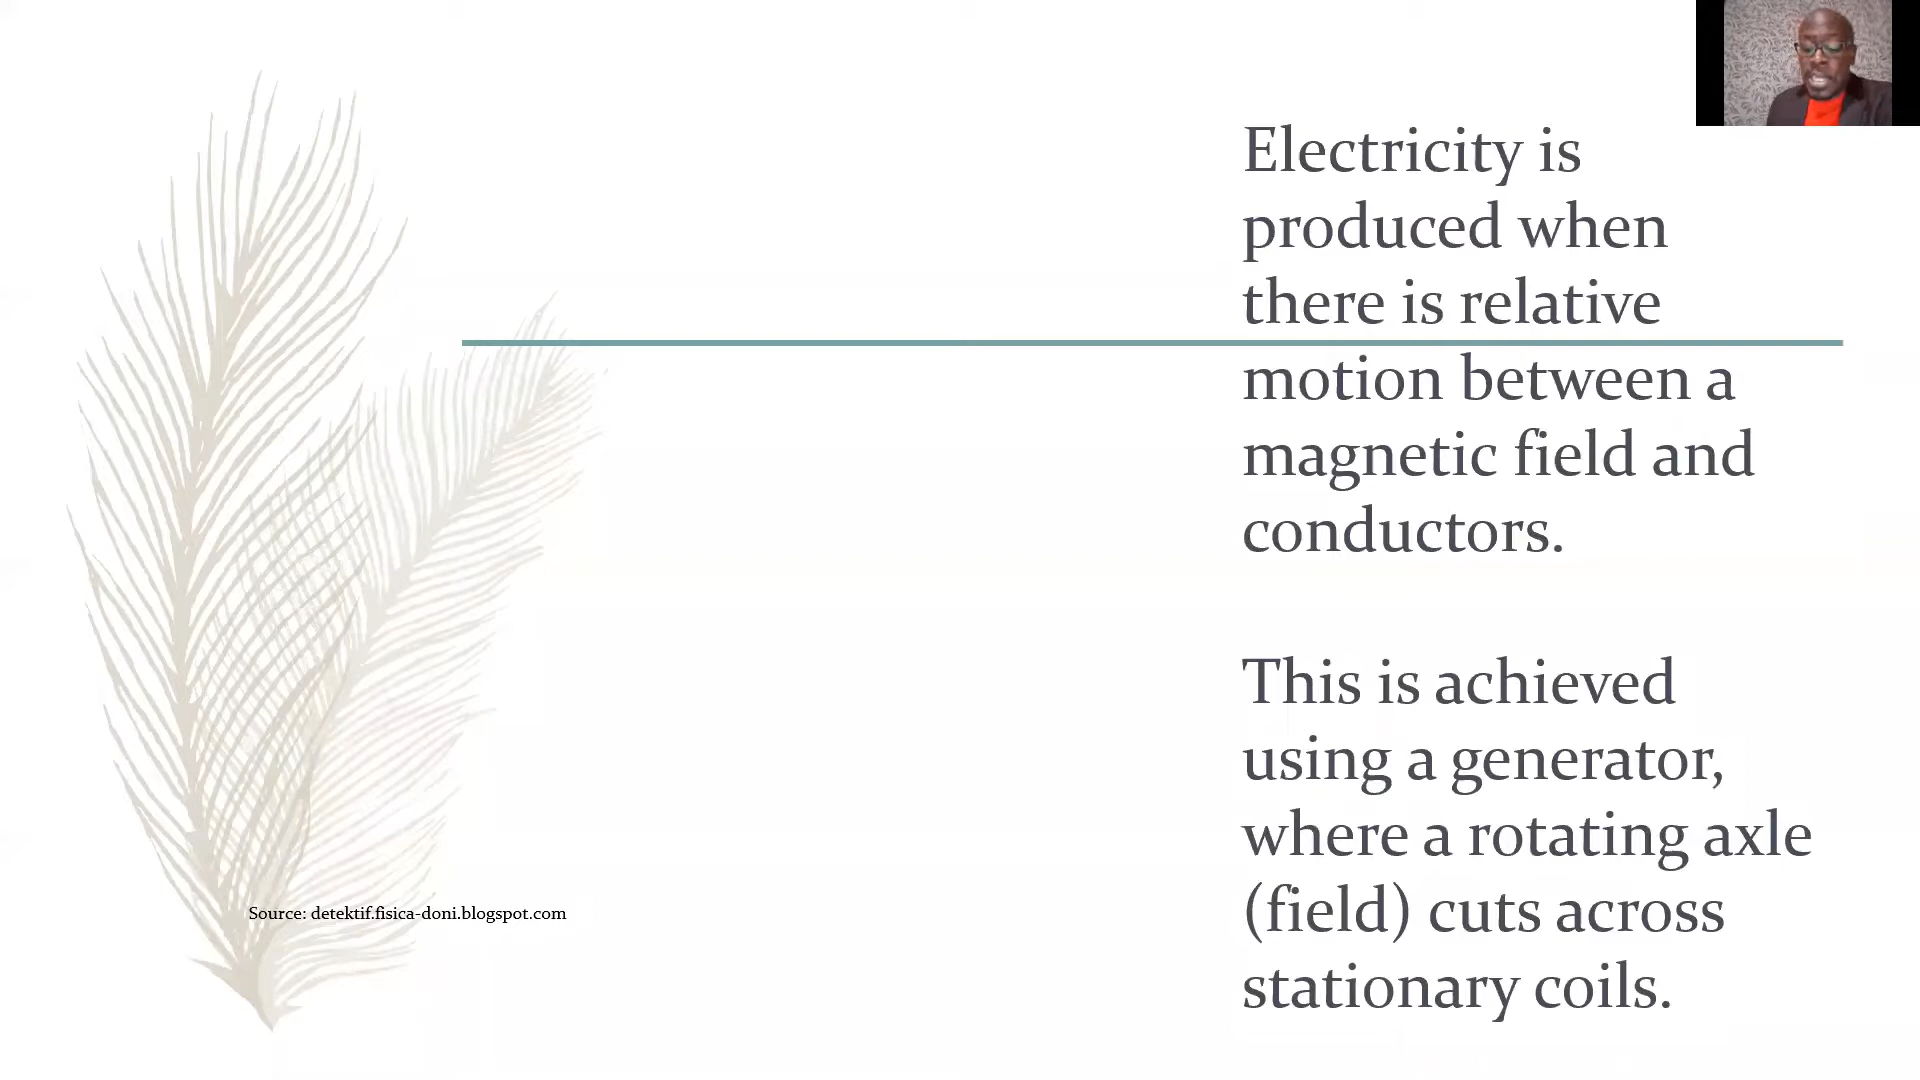 Electricity is
produced when
there is relative
motion between a
magnetic field and
conductors.
This is achieved
using a generator,
where a rotating axle
(field) cuts across
stationary coils.
Source: detektif.fisica-doni.blogspot.com